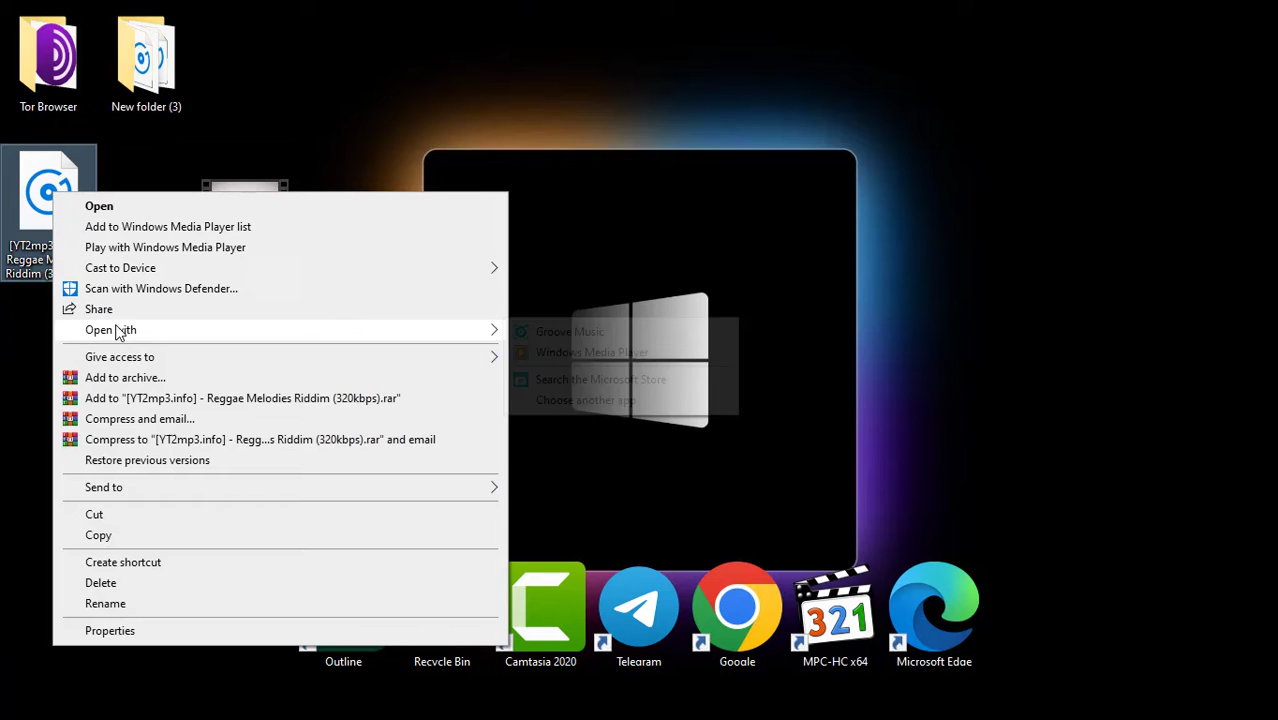 Tor Browser
New folder (3)
[YT2mp3
Reggae M
Riddim (3
Open
Add to Windows Media Player list
Play with Windows Media Player
Cast to Device
Scan with Windows Defender...
Share
Open with
Groove Music
Windows Media Player
Search the Microsoft Store
Choose another app
Give access to
Add to archive...
Add to "[YT2mp3.info] - Reggae Melodies Riddim (320kbps).rar"
Compress and email...
Compress to "[YT2mp3.info] - Regg...s Riddim (320kbps).rar" and email
Restore previous versions
Send to
Cut
Copy
Create shortcut
Delete
Rename
Properties
321
Outline
Recycle Bin
Camtasia 2020
Telegram
Google
MPC-HC x64
Microsoft Edge